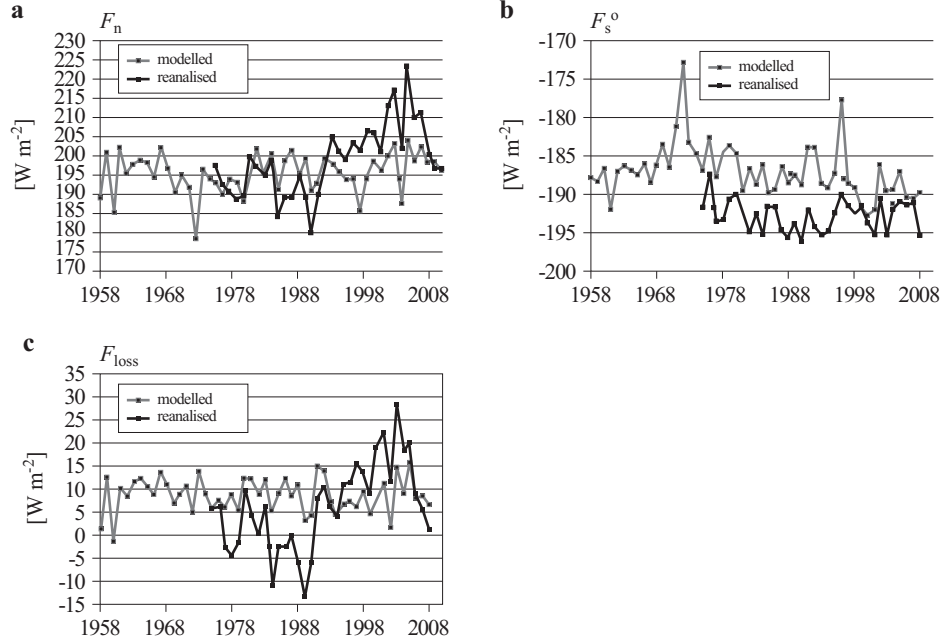 a
Fn
[W m-2]
230
225
220
215
210
205
200
195
190
185
180
175
170
modelled
reanalised
1958 1968 1978 1988 1998 2008
b
Fso
[W m-2]
-170
-175
-180
-185
-190
-195
-200
modelled
reanalised
1958 1968 1978 1988 1998 2008
c
Floss
[W m-2]
35
30
25
20
15
10
5
0
-5
-10
-15
modelled
reanalised
1958 1968 1978 1988 1998 2008